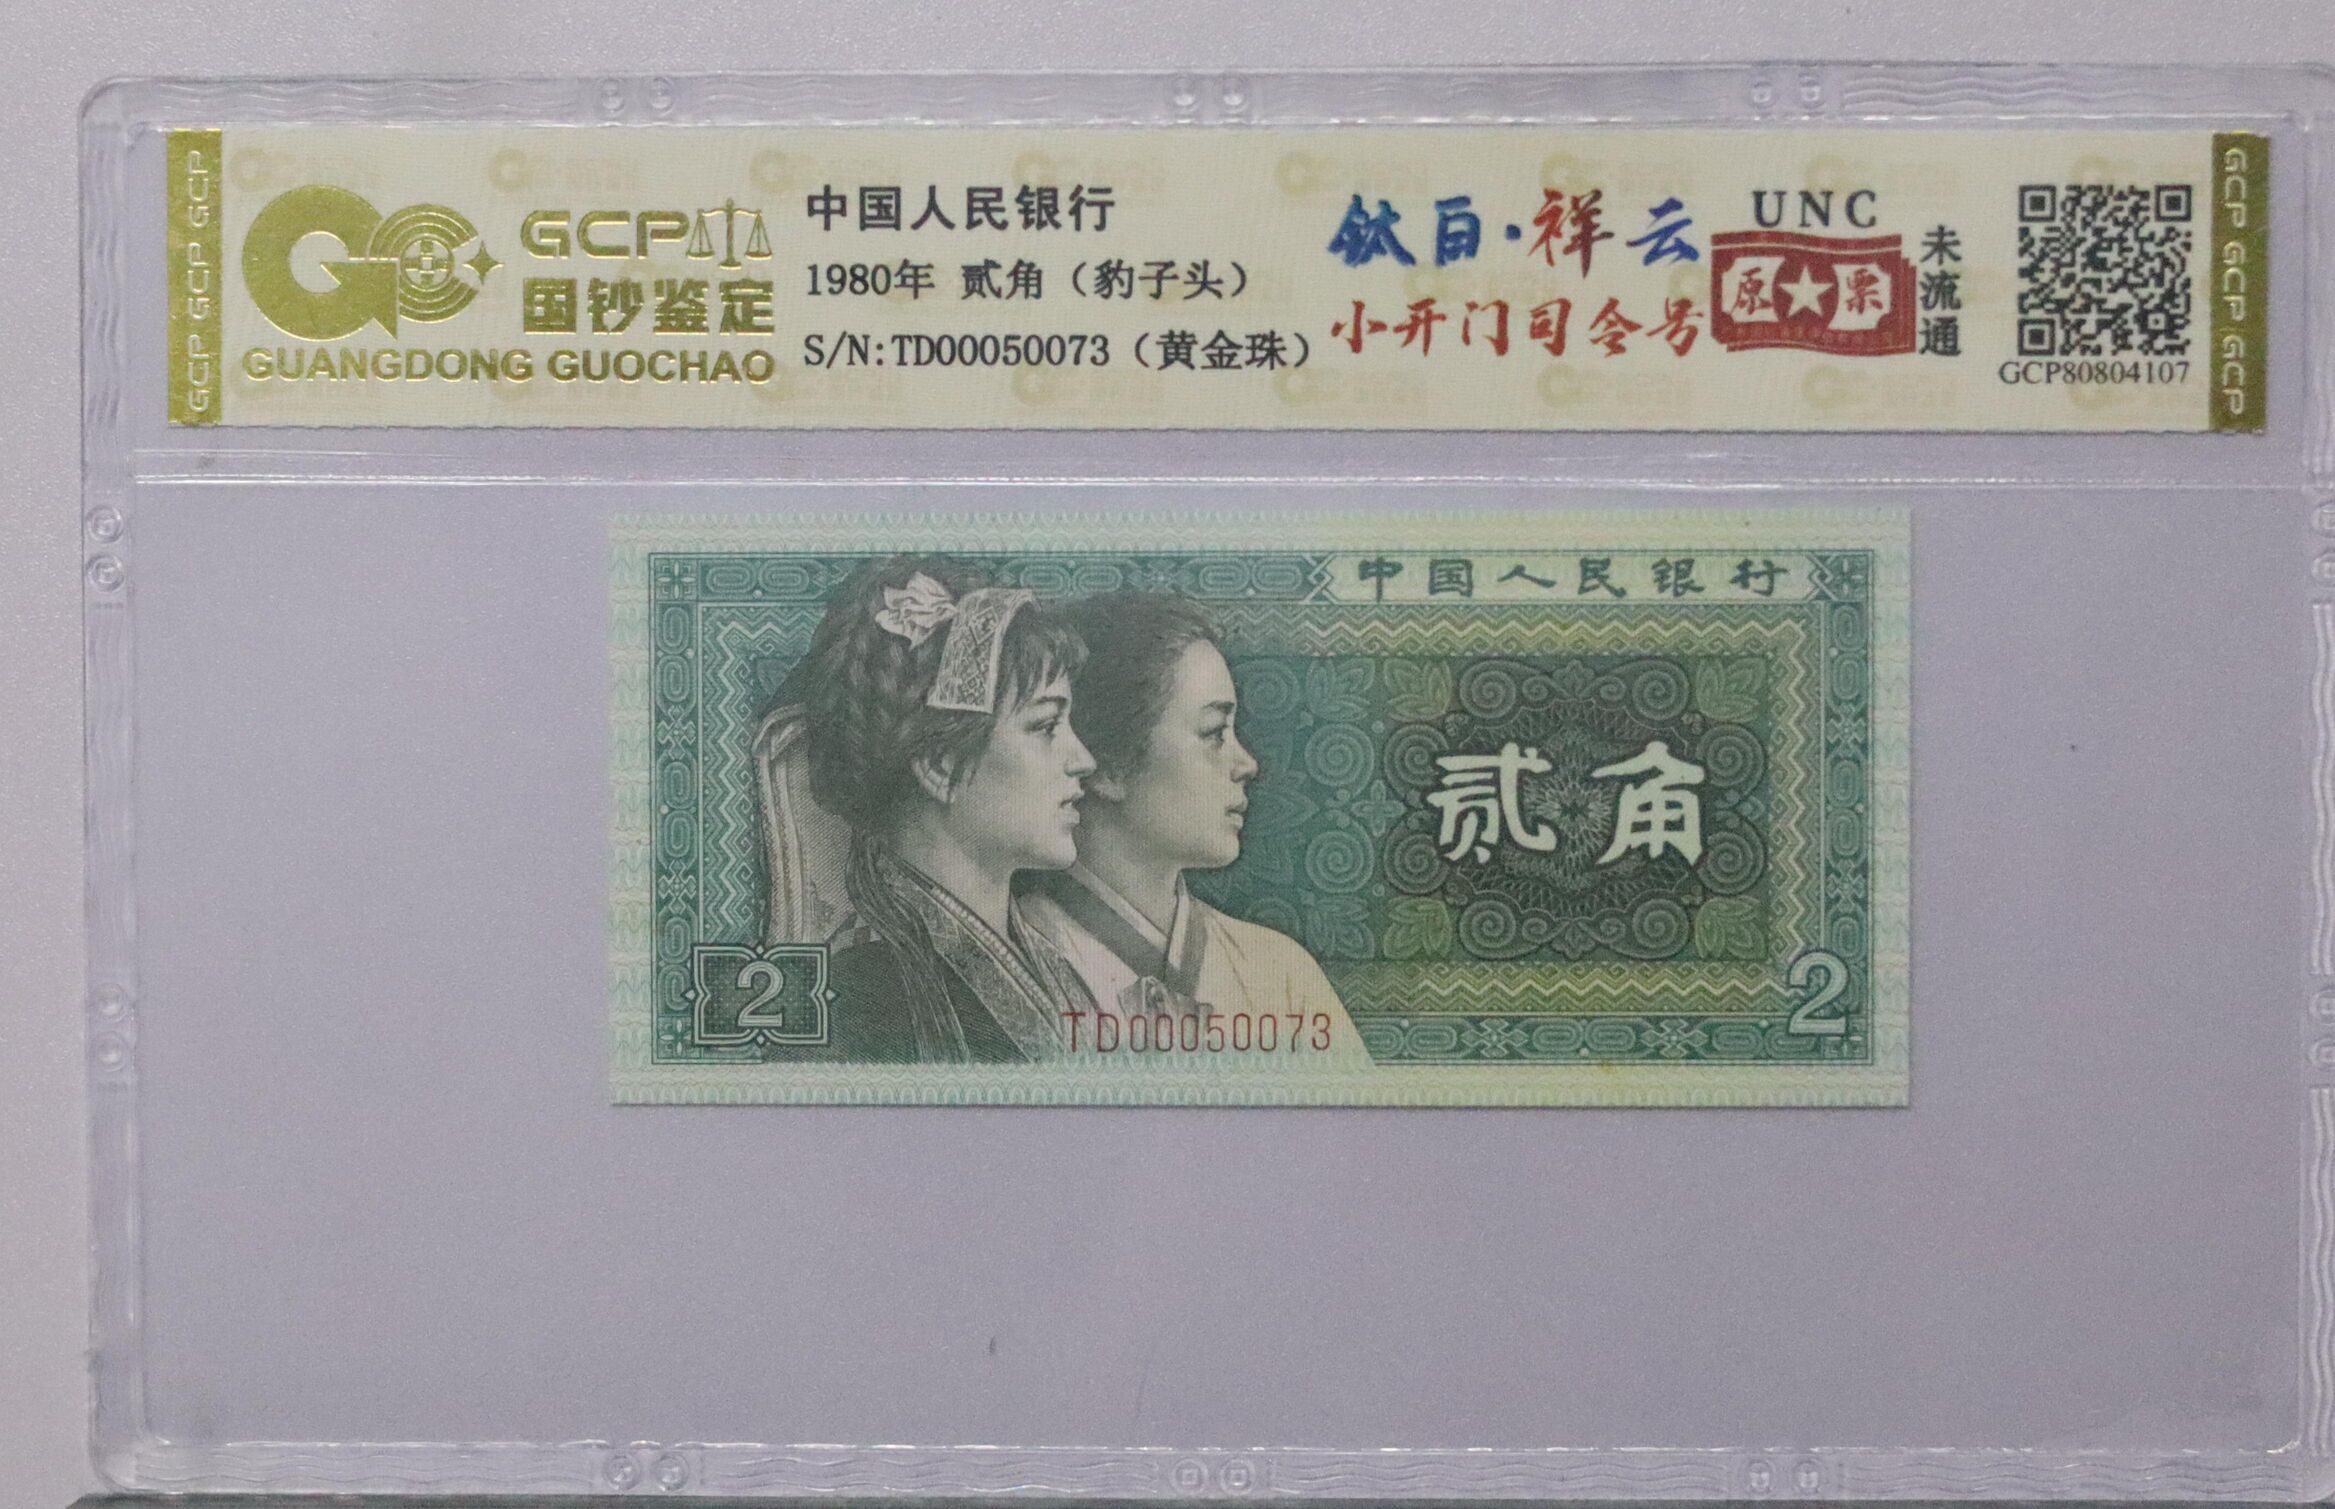 GCP GCP GCP
GCP
国钞鉴定
GUANGDONG GUOCHAO
中国人民银行
1980年 贰角（豹子头）
S/N:TD00050073（黄金珠）
钛白·祥云
小开门司令号
UNC
原票
未流通
GCP80804107
GCP GCP GCP
中国人民银行
贰角
2
2
TD00050073